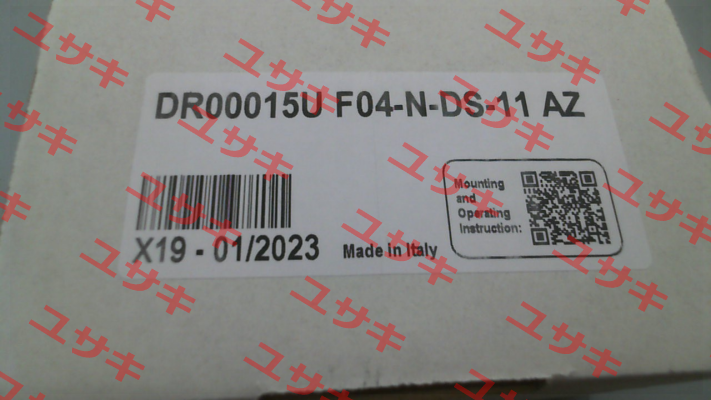 DR00015U F04-N-DS-11 AZ
X19 - 01/2023
Made in Italy
Mounting
and
Operating
Instruction:
ユサキ